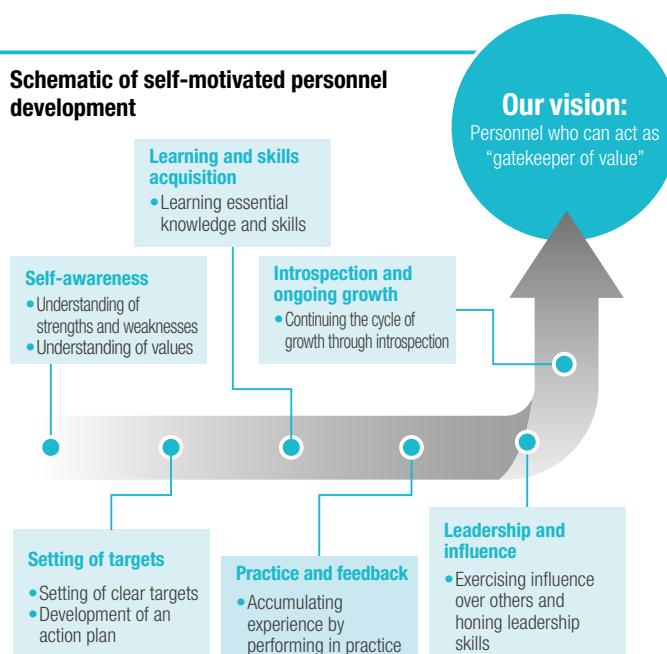 Schematic of self-motivated personnel
development
Our vision:
Personnel who can act as
“gatekeeper of value”
Learning and skills
acquisition
• Learning essential
knowledge and skills
Self-awareness
• Understanding of
strengths and weaknesses
• Understanding of values
Introspection and
ongoing growth
• Continuing the cycle of
growth through introspection
Setting of targets
• Setting of clear targets
• Development of an
action plan
Practice and feedback
• Accumulating
experience by
performing in practice
Leadership and
influence
• Exercising influence
over others and
honing leadership
skills